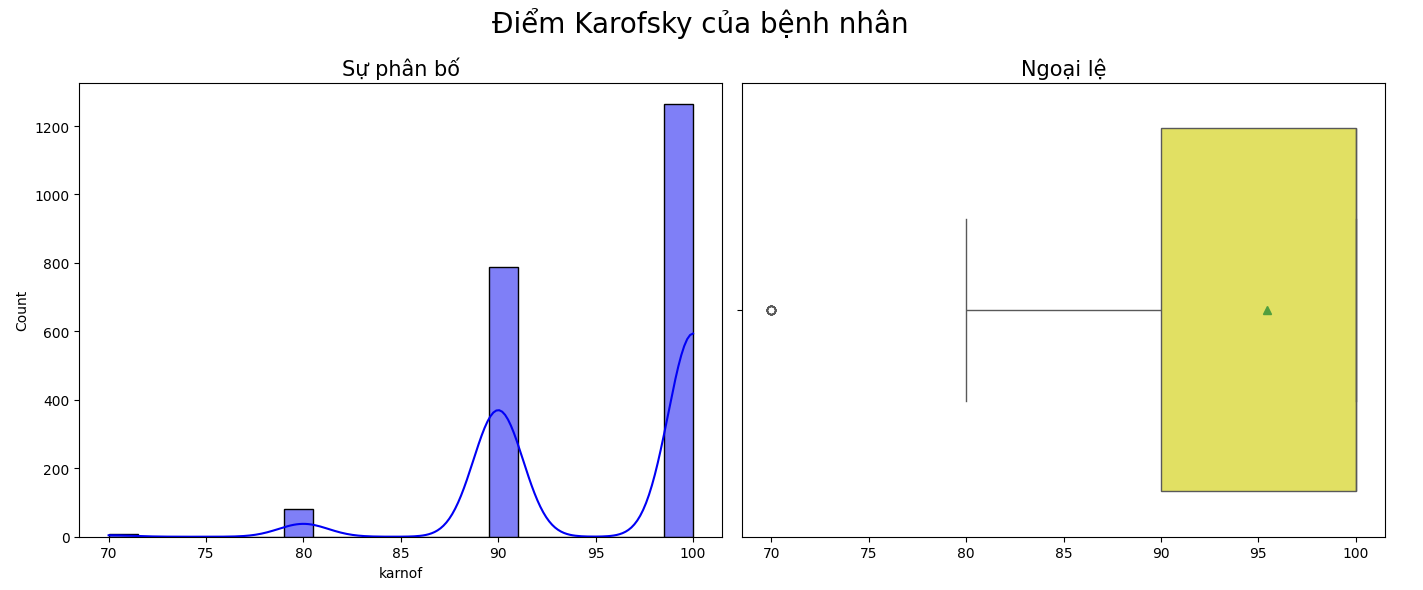 Điểm Karofsky của bệnh nhân
Sự phân bố
Ngoại lệ
1200
1000
800
600
400
200
0
Count
70 75 80 85 90 95 100
karnof
70 75 80 85 90 95 100